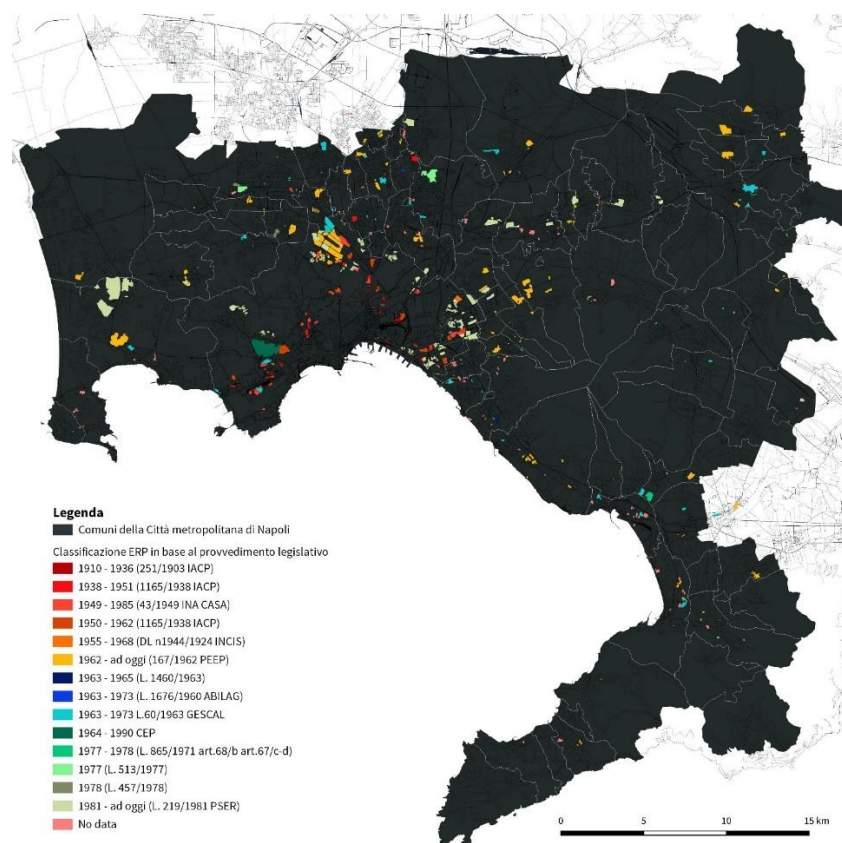 Legenda
Comuni della Città metropolitana di Napoli
Classificazione ERP in base al provvedimento legislativo
1910 - 1936 (251/1903 IACP)
1938 - 1951 (1165/1938 IACP)
1949 - 1985 (43/1949 INA CASA)
1950 - 1962 (1165/1938 IACP)
1955 - 1968 (DL n1944/1924 INCIS)
1962 - ad oggi (167/1962 PEEP)
1963 - 1965 (L. 1460/1963)
1963 - 1973 (L. 1676/1960 ABILAG)
1963 - 1973 L.60/1963 GESCAL
1964 - 1990 CEP
1977 - 1978 (L. 865/1971 art.68/b art.67/c-d)
1977 (L. 513/1977)
1978 (L. 457/1978)
1981 - ad oggi (L. 219/1981 PSER)
No data
0 5 10 15 km